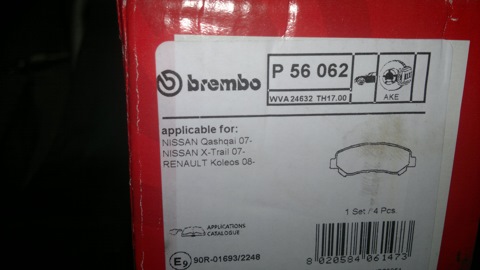 brembo
P 56 062
WVA 24632 TH17.00
AKE
applicable for:
NISSAN Qashqai 07-
NISSAN X-Trail 07-
RENAULT Koleos 08-
1 Set / 4 Pcs.
APPLICATIONS
CATALOGUE
E9 90R-01693/2246
8 020584 061473